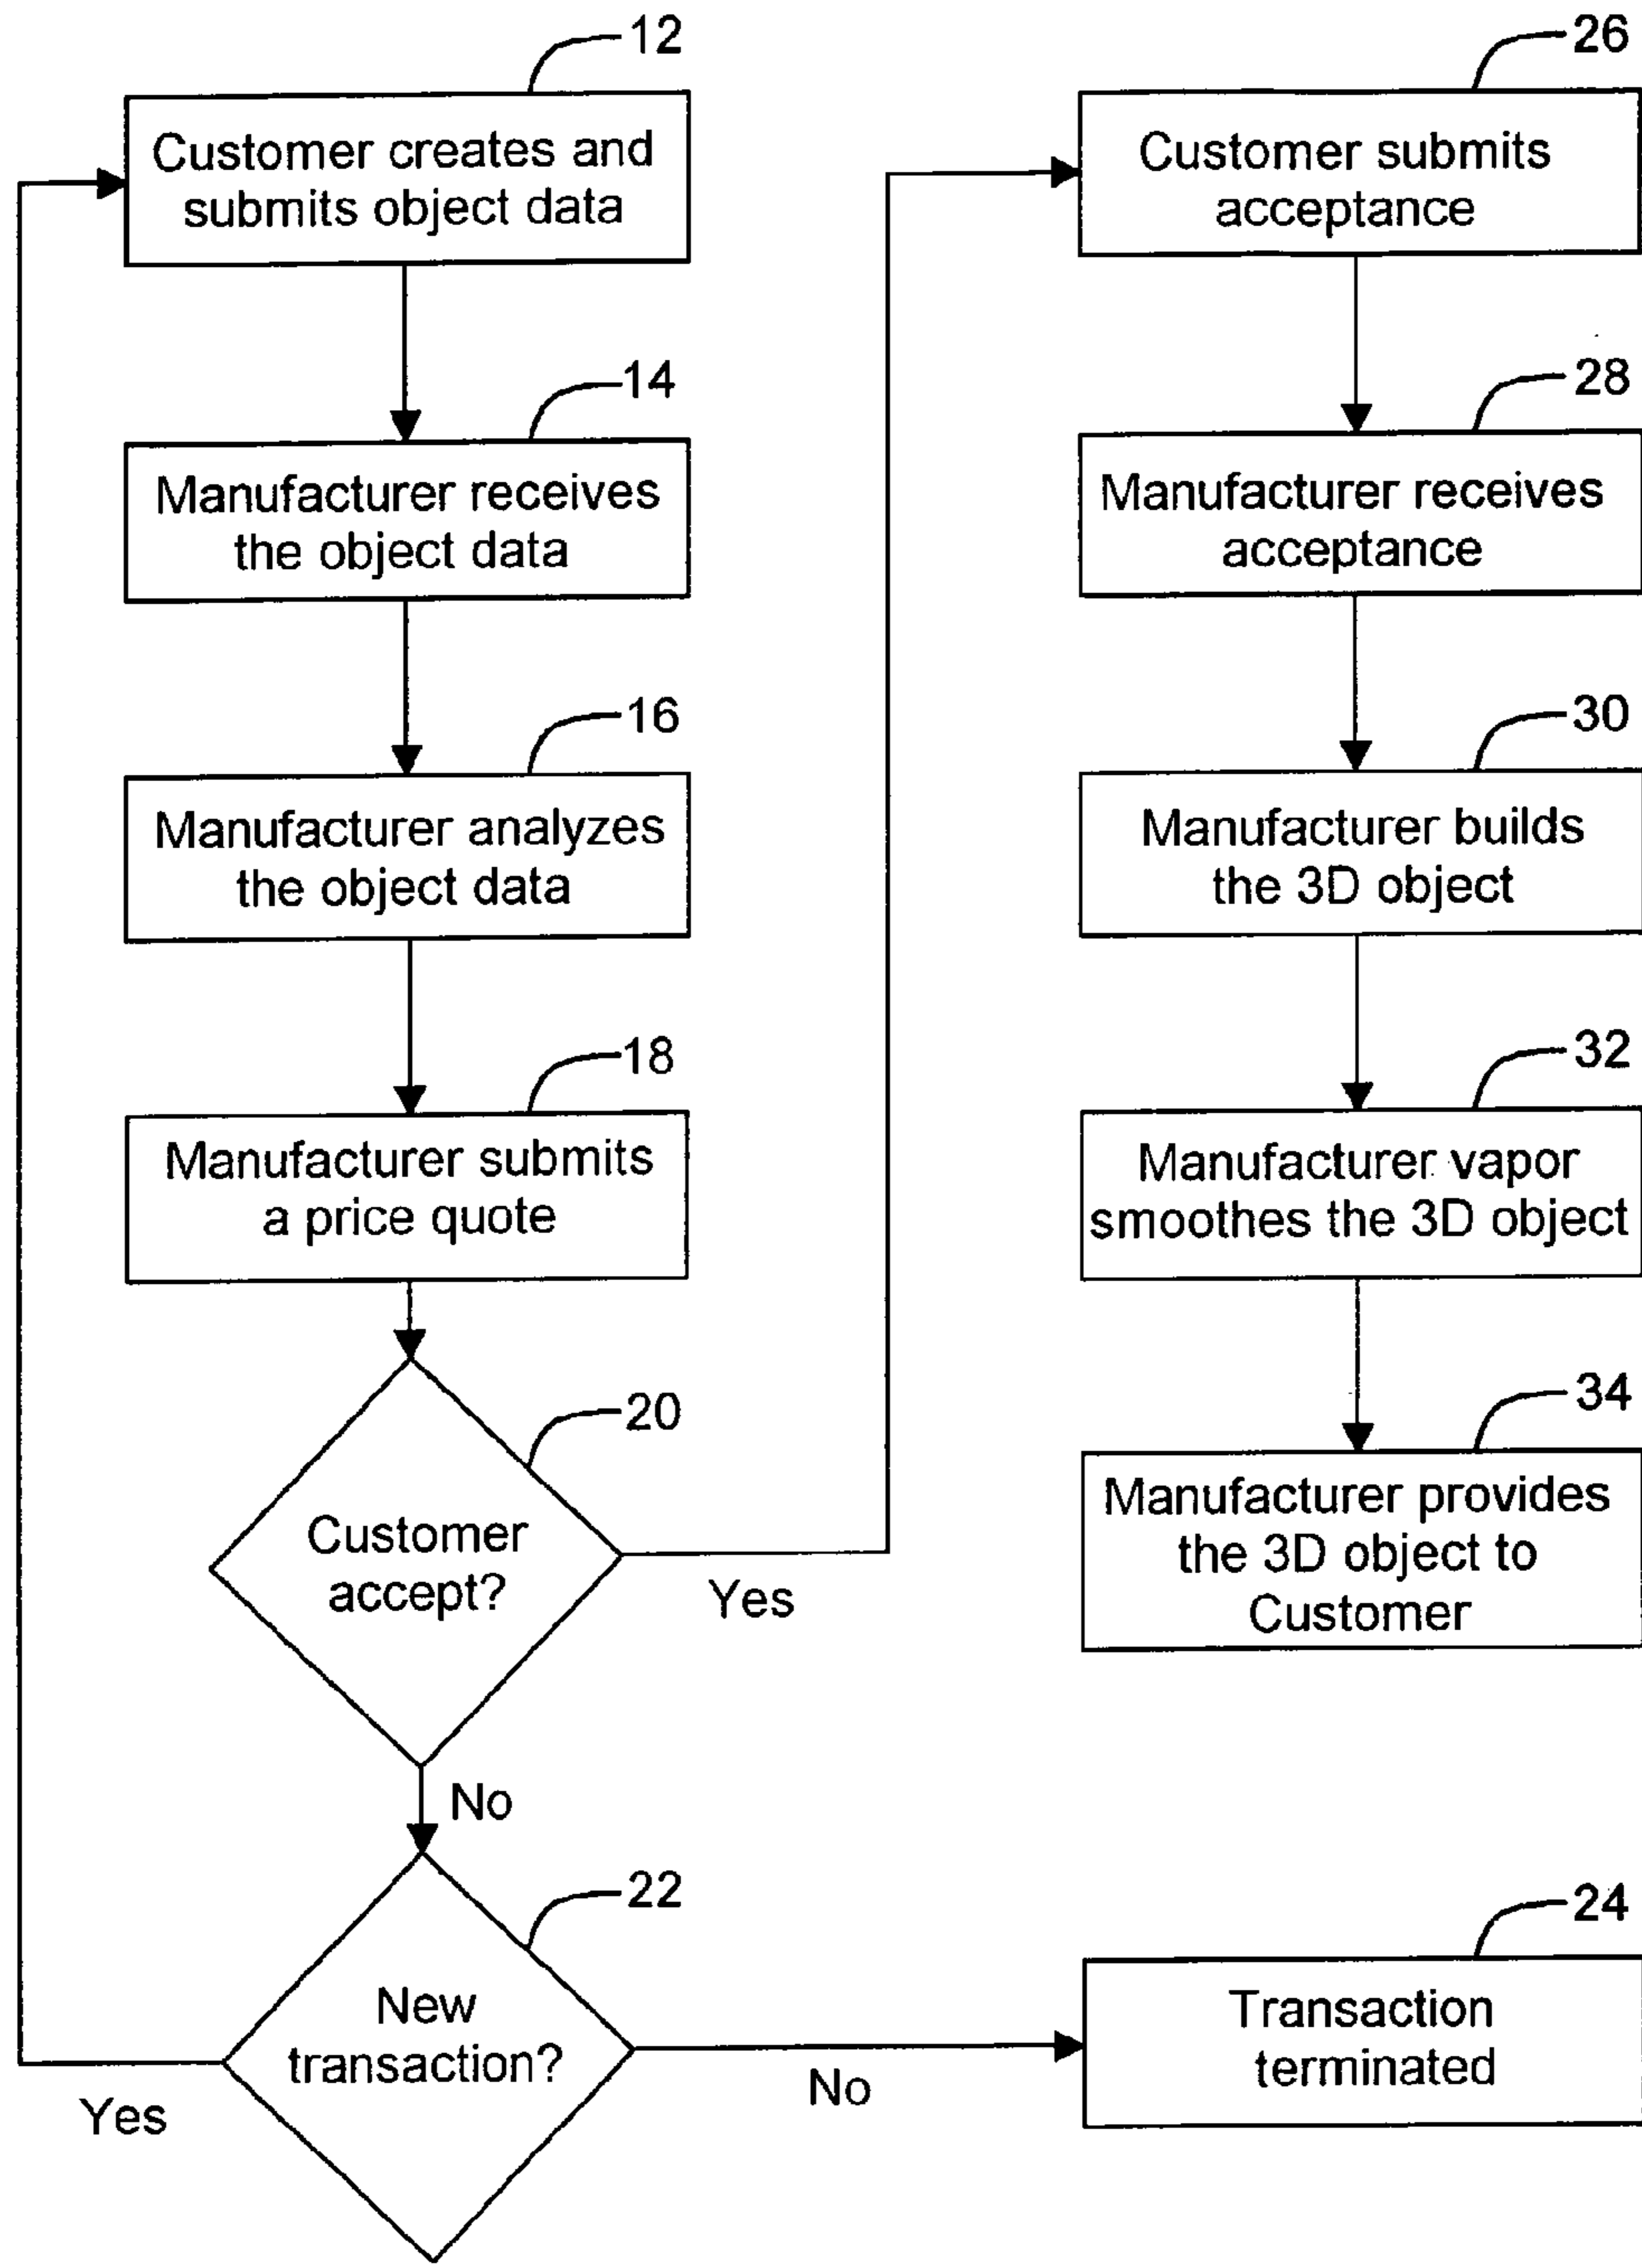 12
Customer creates and
submits object data
14
Manufacturer receives
the object data
16
Manufacturer analyzes
the object data
18
Manufacturer submits
a price quote
20
Customer
accept?
Yes
No
22
New
transaction?
Yes
No
24
Transaction
terminated
26
Customer submits
acceptance
28
Manufacturer receives
acceptance
30
Manufacturer builds
the 3D object
32
Manufacturer vapor
smoothes the 3D object
34
Manufacturer provides
the 3D object to
Customer